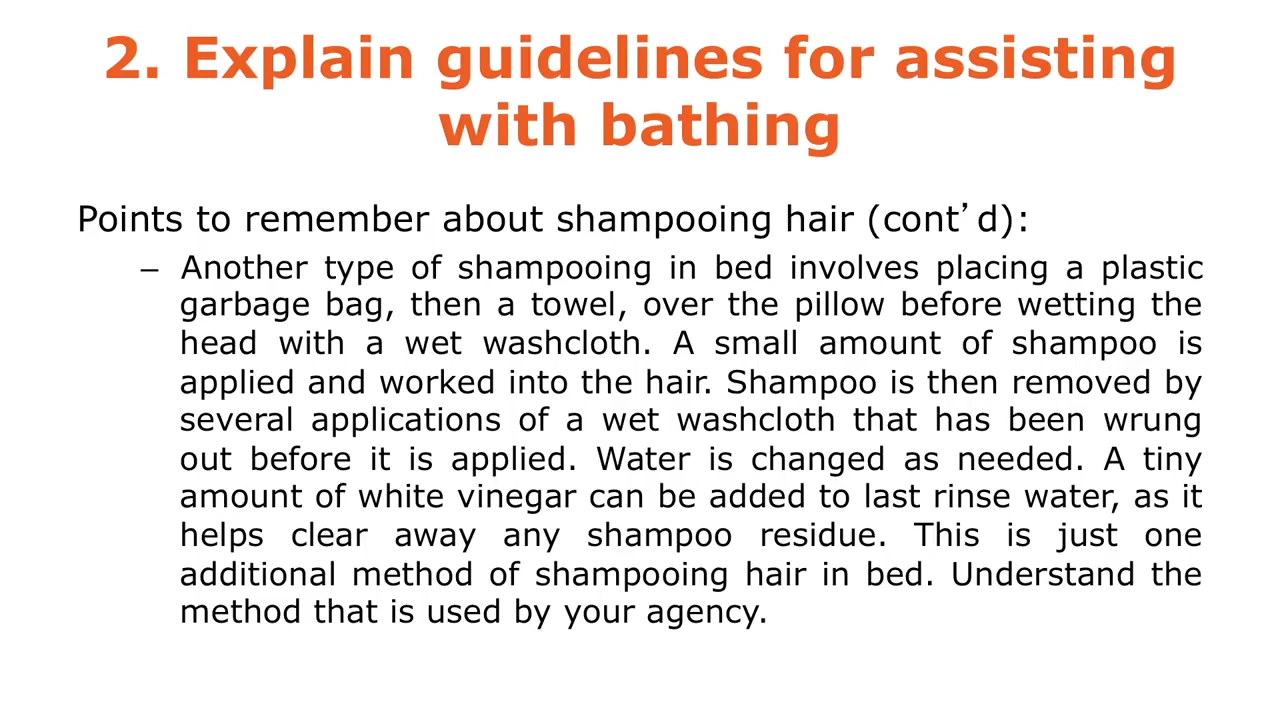 2. Explain guidelines for assisting
with bathing
Points to remember about shampooing hair (cont’d):
– Another type of shampooing in bed involves placing a plastic
garbage bag, then a towel, over the pillow before wetting the
head with a wet washcloth. A small amount of shampoo is
applied and worked into the hair. Shampoo is then removed by
several applications of a wet washcloth that has been wrung
out before it is applied. Water is changed as needed. A tiny
amount of white vinegar can be added to last rinse water, as it
helps clear away any shampoo residue. This is just one
additional method of shampooing hair in bed. Understand the
method that is used by your agency.